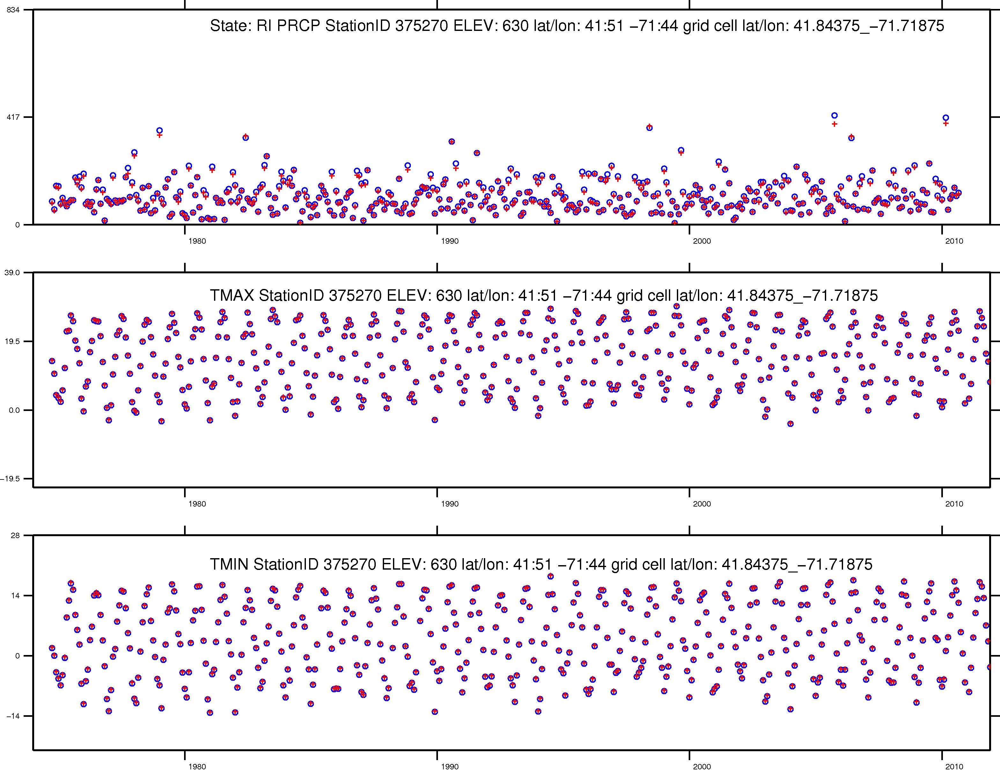 834
State: RI PRCP StationID 375270 ELEV: 630 lat/lon: 41:51 −71:44 grid cell lat/lon: 41.84375_−71.71875
417
0
1980 1990 2000 2010
39.0
TMAX StationID 375270 ELEV: 630 lat/lon: 41:51 −71:44 grid cell lat/lon: 41.84375_−71.71875
19.5
0.0
−19.5
1980 1990 2000 2010
28
TMIN StationID 375270 ELEV: 630 lat/lon: 41:51 −71:44 grid cell lat/lon: 41.84375_−71.71875
14
0
−14
1980 1990 2000 2010